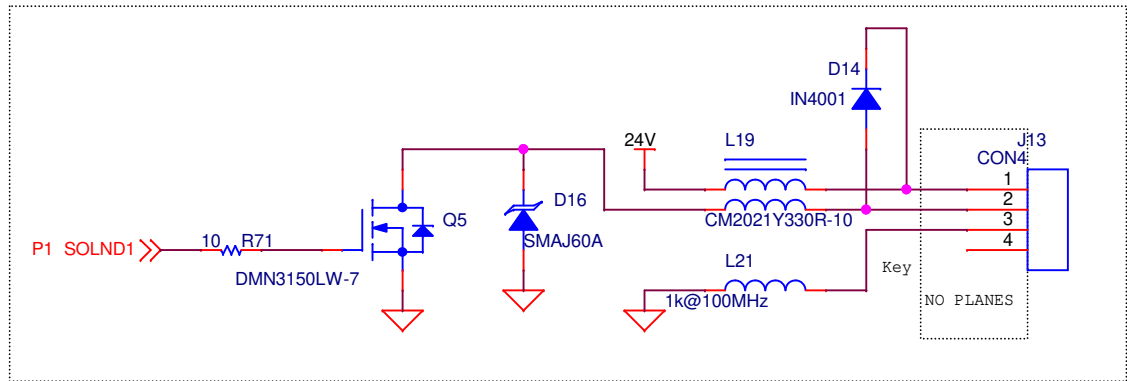 D14
IN4001
24V
L19
J13
CON4
1
2
3
4
CM2021Y330R-10
D16
SMAJ60A
Q5
P1 SOLND1
10
R71
DMN3150LW-7
L21
1k@100MHz
Key
NO PLANES